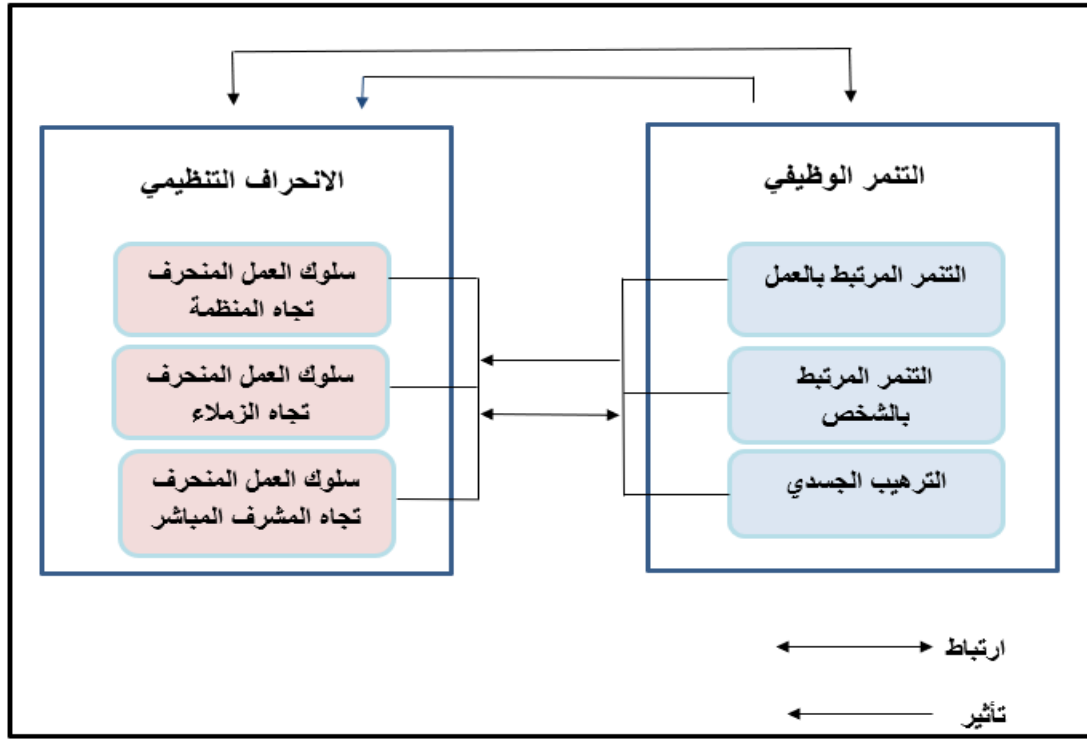 التنمر الوظيفي
التنمر المرتبط بالعمل
التنمر المرتبط
بالشخص
الترهيب الجسدي
الانحراف التنظيمي
سلوك العمل المنحرف
تجاه المنظمة
سلوك العمل المنحرف
تجاه الزملاء
سلوك العمل المنحرف
تجاه المشرف المباشر
ارتباط
تأثير